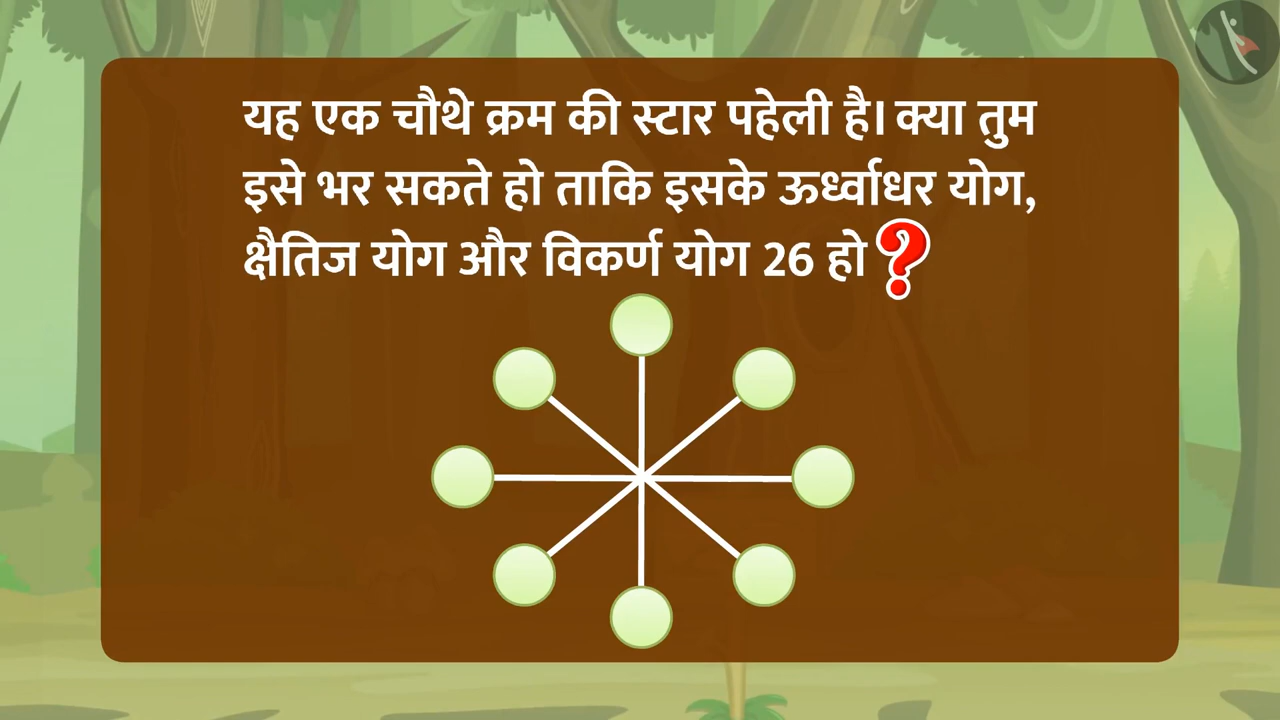 यह एक चौथे क्रम की स्टार पहेली है। क्या तुम
इसे भर सकते हो ताकि इसके ऊर्ध्वाधर योग,
क्षैतिज योग और विकर्ण योग 26 हो?